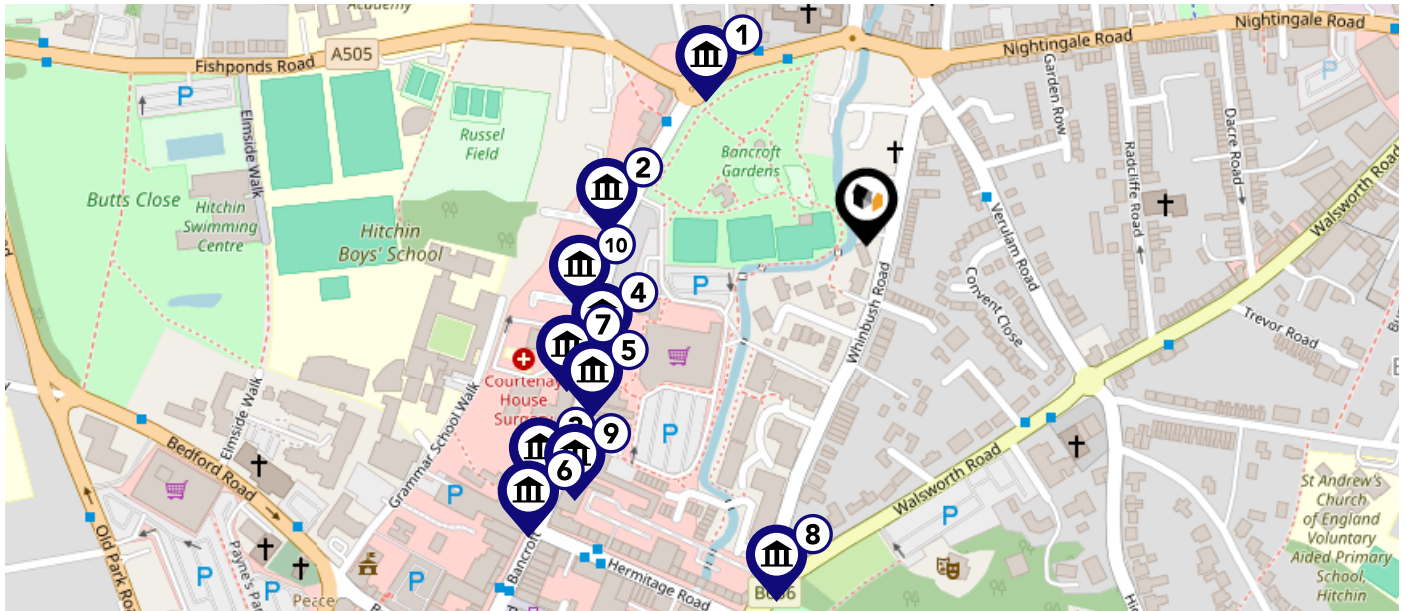 Academy
Nightingale Road
1
A505
Fishponds Road
Nightingale Road
P
P
Garden Row
Dacre Road
Elmside Walk
Russel
Field
Bancroft
Gardens
Radcliffe Road
Walsworth Road
2
Butts Close
Hitchin
Swimming
Centre
Hitchin
Boys' School
Verulam Road
10
Convent Close
P
4
Whinbush Road
Trevor Road
7
5
Courtenay
House
Elmside Walk
Grammar School Walk
9
P
Bedford Road
6
Walsworth Road
P
P
St Andrew's
Church
of England
Voluntary
Aided Primary
School,
Hitchin
Old Park Road
Payne's Par
8
Bancroft
Hermitage Road
P
P
Peace